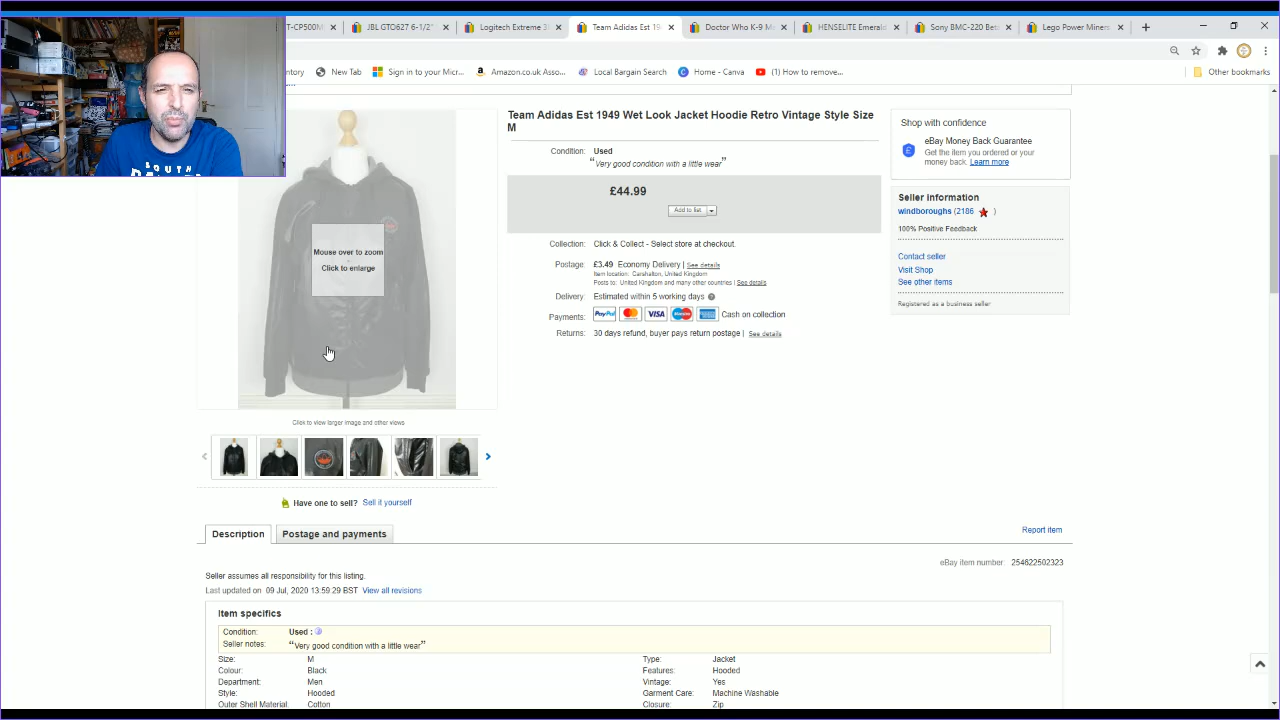 T-CP500M
JBL GTO627 6-1/2"
Logitech Extreme 3
Team Adidas Est 19
Doctor Who K-9 M
HENSELITE Emerald
Sony BMC-220 Beta
Lego Power Miners
ntory
New Tab
Sign in to your Micr...
Amazon.co.uk Asso...
Local Bargain Search
Home - Canva
(1) How to remove...
Other bookmarks
SOUTH
Team Adidas Est 1949 Wet Look Jacket Hoodie Retro Vintage Style Size
M
Condition: Used
"Very good condition with a little wear"
£44.99
Add to list
Collection: Click & Collect - Select store at checkout.
Postage: £3.49 Economy Delivery | See details
Item location: Carshalton, United Kingdom
Posts to: United Kingdom and many other countries | See details
Delivery: Estimated within 5 working days
Payments: PayPal VISA Cash on collection
Returns: 30 days refund, buyer pays return postage | See details
Shop with confidence
eBay Money Back Guarantee
Get the item you ordered or your
money back. Learn more
Seller information
windboroughs (2186 )
100% Positive Feedback
Contact seller
Visit Shop
See other items
Registered as a business seller
Mouse over to zoom
-
Click to enlarge
Click to view larger image and other views
Have one to sell? Sell it yourself
Description
Postage and payments
Report item
eBay item number: 254622502323
Seller assumes all responsibility for this listing.
Last updated on 09 Jul, 2020 13:59:29 BST View all revisions
Item specifics
Condition: Used :
Seller notes: "Very good condition with a little wear"
Size: M Type: Jacket
Colour: Black Features: Hooded
Department: Men Vintage: Yes
Style: Hooded Garment Care: Machine Washable
Outer Shell Material: Cotton Closure: Zip